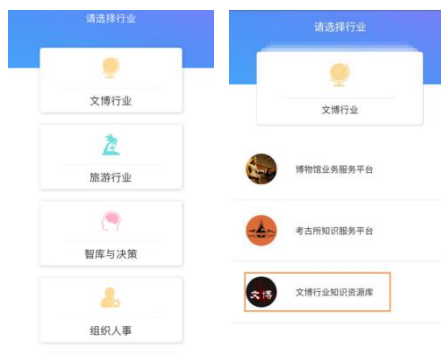 请选择行业
文博行业
旅游行业
智库与决策
组织人事
请选择行业
文博行业
博物馆业务服务平台
考古所知识服务平台
文博
文博行业知识资源库